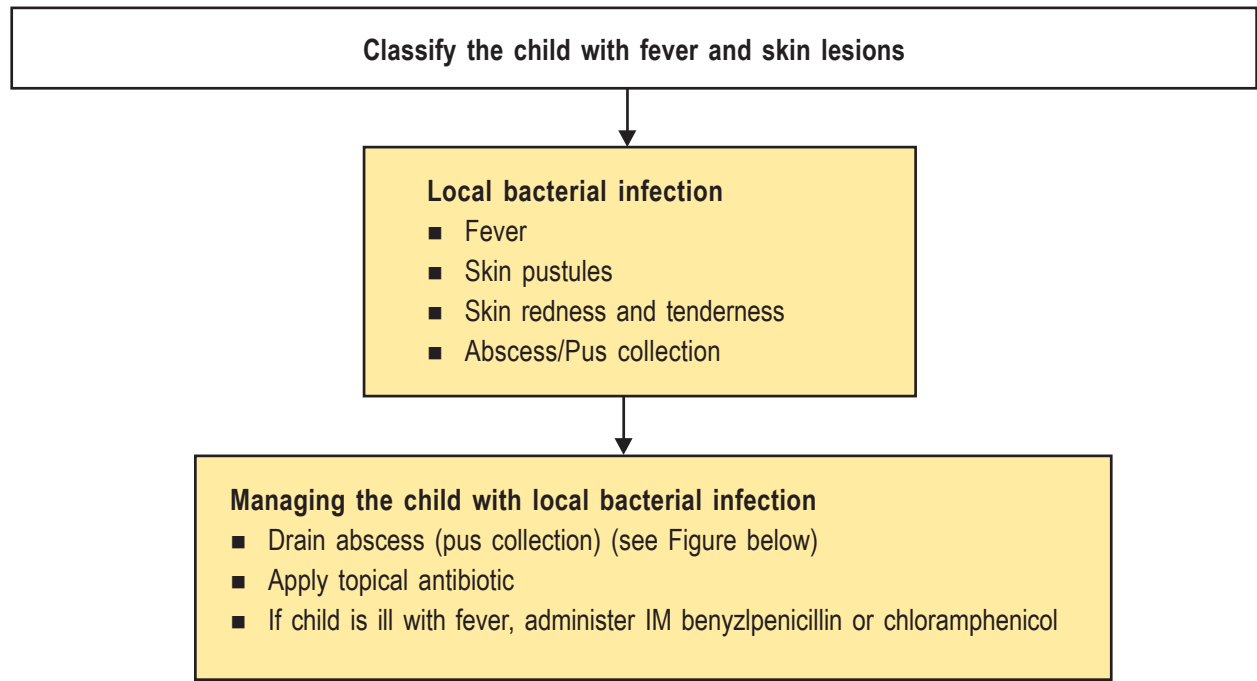 Classify the child with fever and skin lesions
Local bacterial infection
■ Fever
■ Skin pustules
■ Skin redness and tenderness
■ Abscess/Pus collection
Managing the child with local bacterial infection
■ Drain abscess (pus collection) (see Figure below)
■ Apply topical antibiotic
■ If child is ill with fever, administer IM benyzlpenicillin or chloramphenicol